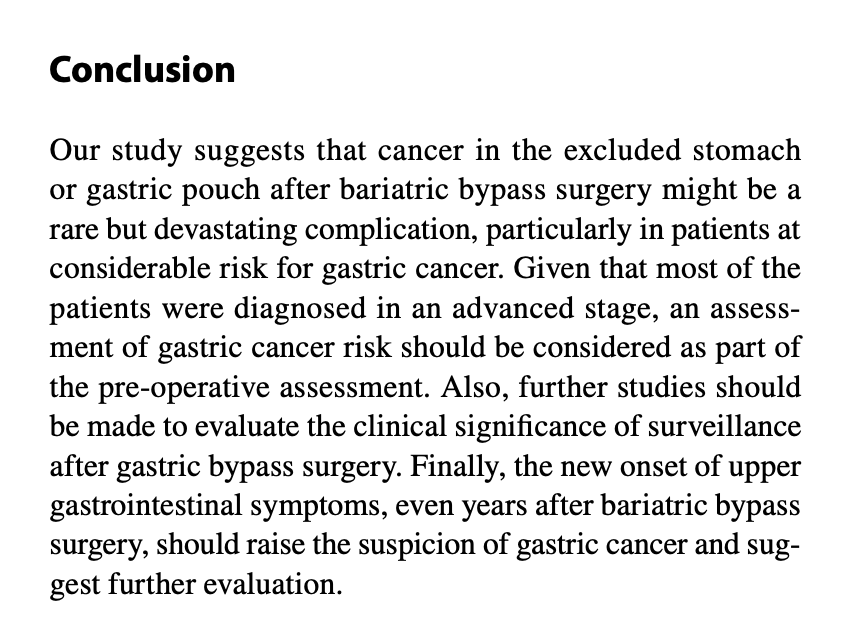 Conclusion
Our study suggests that cancer in the excluded stomach
or gastric pouch after bariatric bypass surgery might be a
rare but devastating complication, particularly in patients at
considerable risk for gastric cancer. Given that most of the
patients were diagnosed in an advanced stage, an assess-
ment of gastric cancer risk should be considered as part of
the pre-operative assessment. Also, further studies should
be made to evaluate the clinical significance of surveillance
after gastric bypass surgery. Finally, the new onset of upper
gastrointestinal symptoms, even years after bariatric bypass
surgery, should raise the suspicion of gastric cancer and sug-
gest further evaluation.